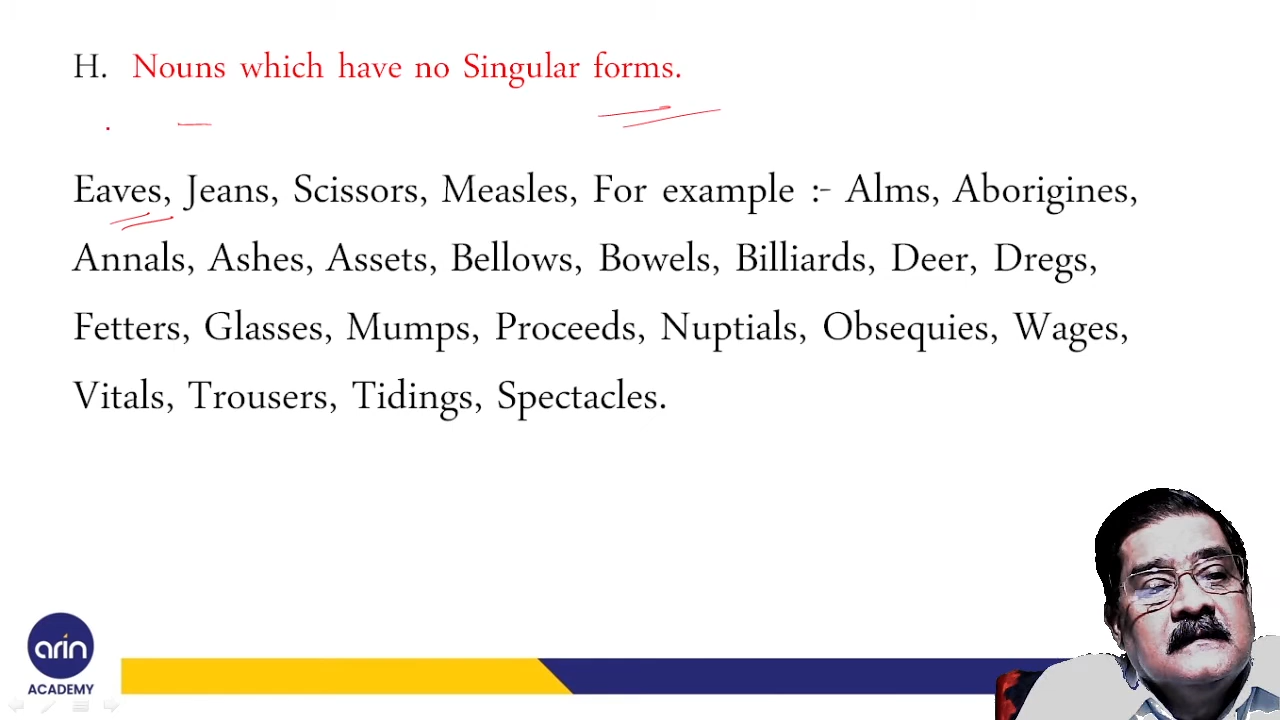 H. Nouns which have no Singular forms.
Eaves, Jeans, Scissors, Measles, For example :- Alms, Aborigines,
Annals, Ashes, Assets, Bellows, Bowels, Billiards, Deer, Dregs,
Fetters, Glasses, Mumps, Proceeds, Nuptials, Obsequies, Wages,
Vitals, Trousers, Tidings, Spectacles.
arin
ACADEMY